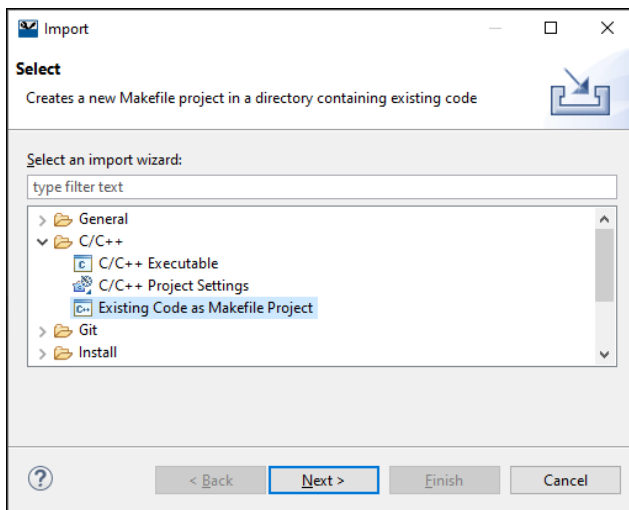 Import
Select
Creates a new Makefile project in a directory containing existing code
Select an import wizard:
type filter text
General
C/C++
C/C++ Executable
C/C++ Project Settings
Existing Code as Makefile Project
Git
Install
< Back Next > Finish Cancel